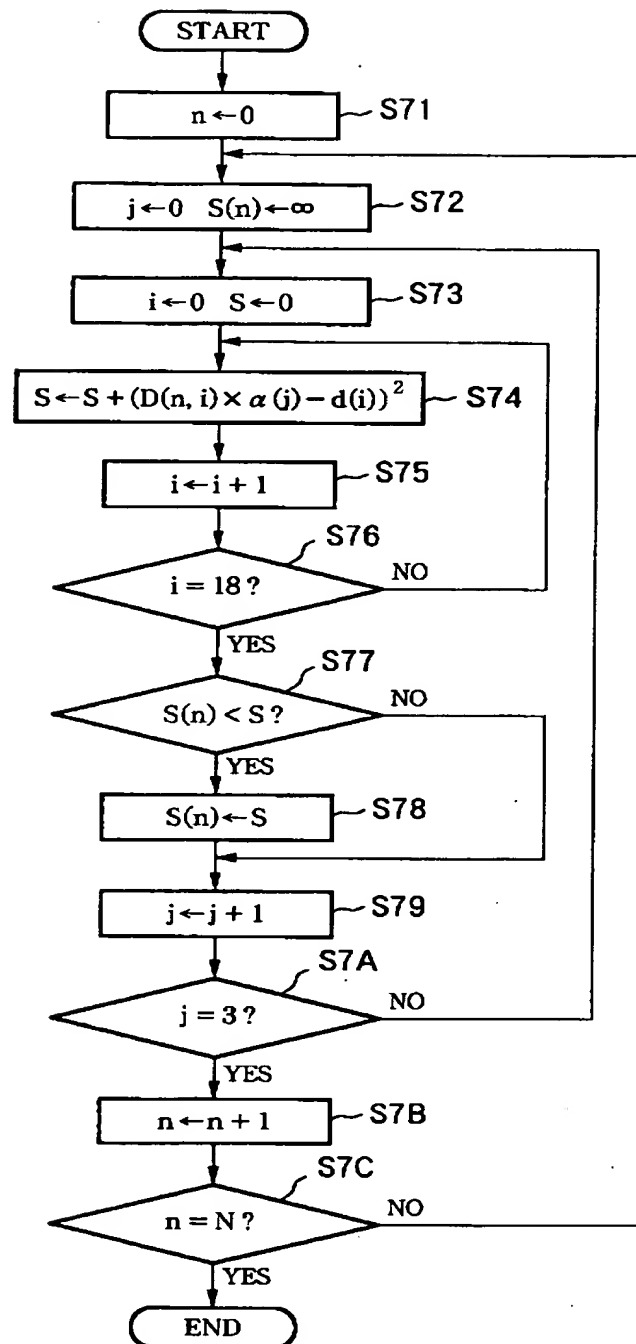 START
n←0 S71
j←0 S(n)←∞ S72
i←0 S←0 S73
S←S+(D(n, i)×α(j)−d(i))² S74
i←i+1 S75
S76
i=18? NO
YES
S77
S(n)<S? NO
YES
S(n)←S S78
j←j+1 S79
S7A
j=3? NO
YES
n←n+1 S7B
S7C
n=N? NO
YES
END